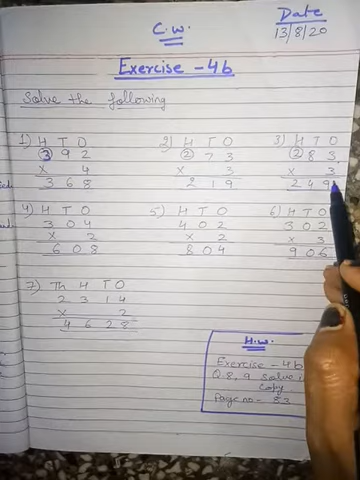 C.W.
Date
13/8/20
Exercise - 4b
Solve the following
1) H T O
③ 9 2
x 4
3 6 8
2) H T O
② 7 3
x 3
2 1 9
3) H T O
② 8 3
x 3
2 4 9
4) H T O
3 0 4
x 2
6 0 8
5) H T O
4 0 2
x 2
8 0 4
6) H T O
3 0 2
x 3
9 0 6
7) Th H T O
2 3 1 4
x 2
4 6 2 8
H.W.
Exercise - 4b
Q.8, 9 Solve i
copy
Page no - 53